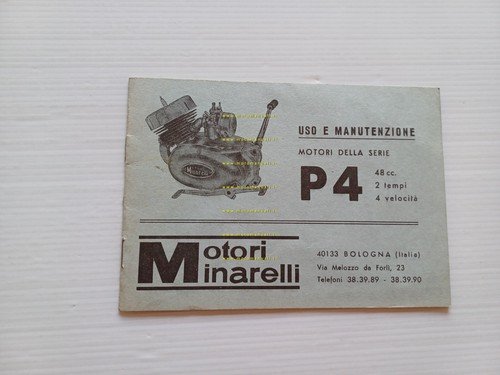 USO E MANUTENZIONE
MOTORI DELLA SERIE
P4
48 cc.
2 tempi
4 velocità
Minarelli
Motori
Minarelli
40133 BOLOGNA (Italia)
Via Melozzo da Forlì, 23
Telefoni 38.39.89 - 38.39.90